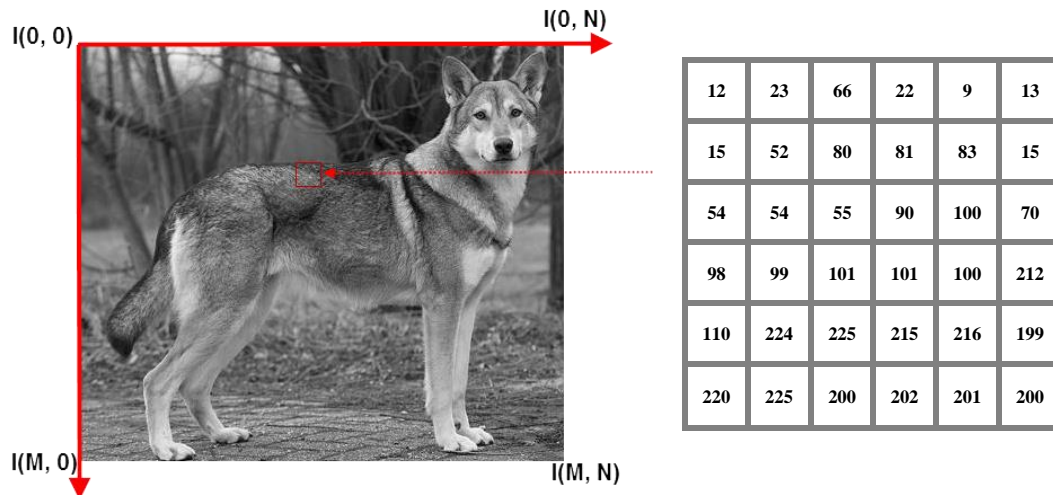 I(0, N)
I(0, 0)
12 23 66 22 9 13
15 52 80 81 83 15
54 54 55 90 100 70
98 99 101 101 100 212
110 224 225 215 216 199
220 225 200 202 201 200
I(M, 0)
I(M, N)